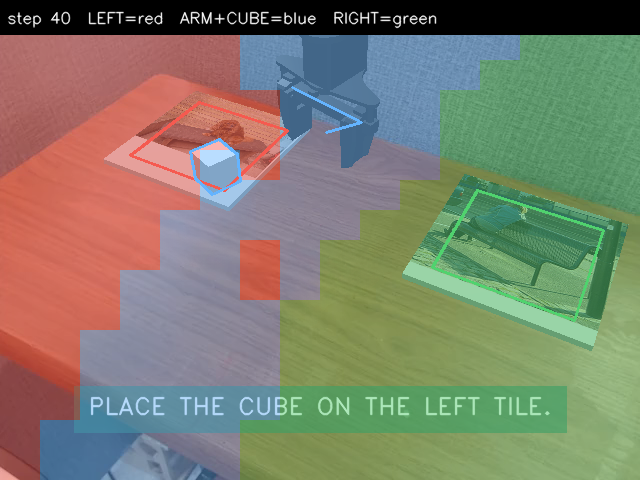 step 40 LEFT=red ARM+CUBE=blue RIGHT=green
PLACE THE CUBE ON THE LEFT TILE.